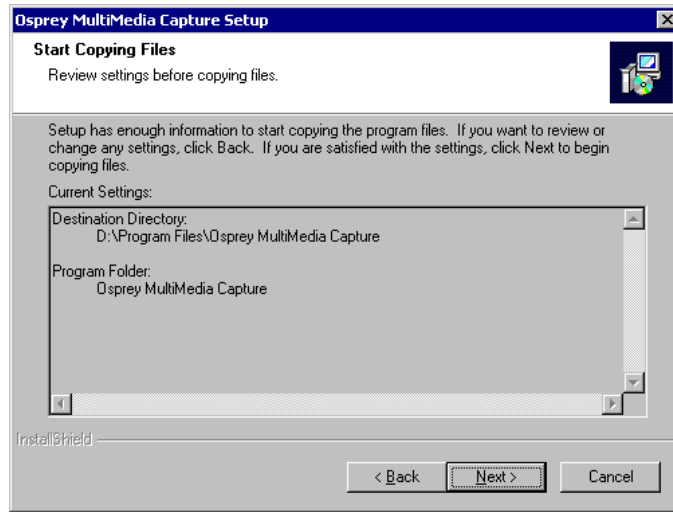 Osprey MultiMedia Capture Setup
Start Copying Files
Review settings before copying files.
Setup has enough information to start copying the program files.  If you want to review or
change any settings, click Back.  If you are satisfied with the settings, click Next to begin
copying files.
Current Settings:
Destination Directory:
D:\Program Files\Osprey MultiMedia Capture
Program Folder:
Osprey MultiMedia Capture
InstallShield
< Back
Next >
Cancel